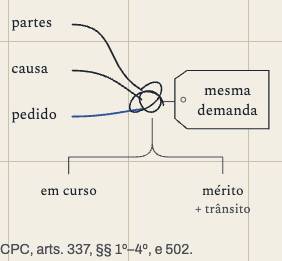 partes
causa
pedido
mesma
demanda
em curso
mérito
+ trânsito
CPC, arts. 337, §§ 1º–4º, e 502.